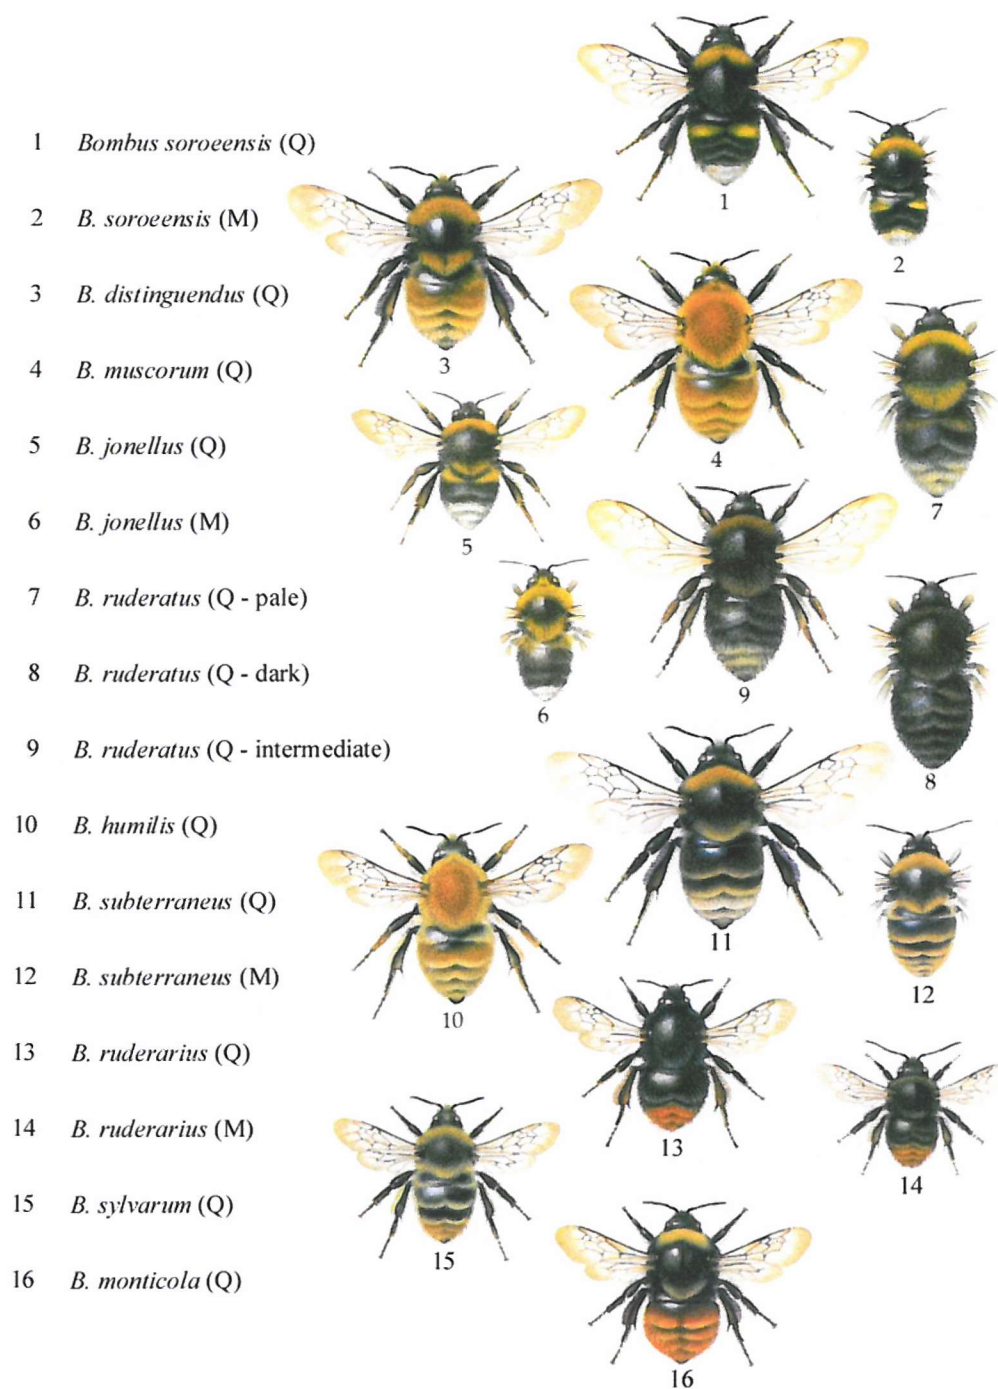 1 Bombus soroeensis (Q)
2 B. soroeensis (M)
3 B. distinguendus (Q)
4 B. muscorum (Q)
5 B. jonellus (Q)
6 B. jonellus (M)
7 B. ruderatus (Q - pale)
8 B. ruderatus (Q - dark)
9 B. ruderatus (Q - intermediate)
10 B. humilis (Q)
11 B. subterraneus (Q)
12 B. subterraneus (M)
13 B. ruderarius (Q)
14 B. ruderarius (M)
15 B. sylvarum (Q)
16 B. monticola (Q)
1
2
3
4
7
5
9
6
8
11
12
10
13
14
15
16